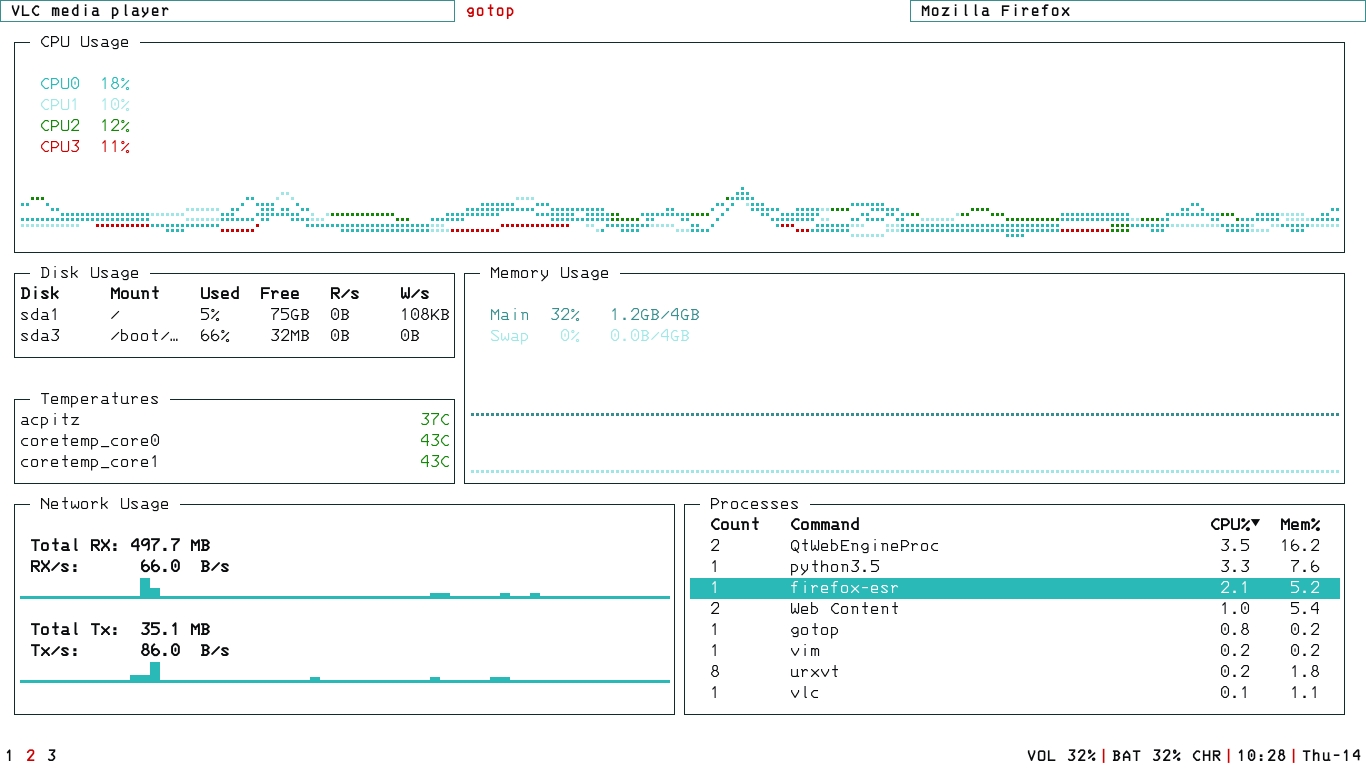 VLC media player gotop Mozilla Firefox
CPU Usage
CPU0 18%
CPU1 10%
CPU2 12%
CPU3 11%
Disk Usage
Disk Mount Used Free R/s W/s
sda1 / 5% 75GB 0B 108KB
sda3 /boot/… 66% 32MB 0B 0B
Memory Usage
Main 32% 1.2GB/4GB
Swap 0% 0.0B/4GB
Temperatures
acpitz 37C
coretemp_core0 43C
coretemp_core1 43C
Network Usage
Total RX: 497.7 MB
RX/s: 66.0 B/s
Total Tx: 35.1 MB
Tx/s: 86.0 B/s
Processes
Count Command CPU%▼ Mem%
2 QtWebEngineProc 3.5 16.2
1 python3.5 3.3 7.6
1 firefox-esr 2.1 5.2
2 Web Content 1.0 5.4
1 gotop 0.8 0.2
1 vim 0.2 0.2
8 urxvt 0.2 1.8
1 vlc 0.1 1.1
1 2 3 VOL 32%|BAT 32% CHR|10:28|Thu-14